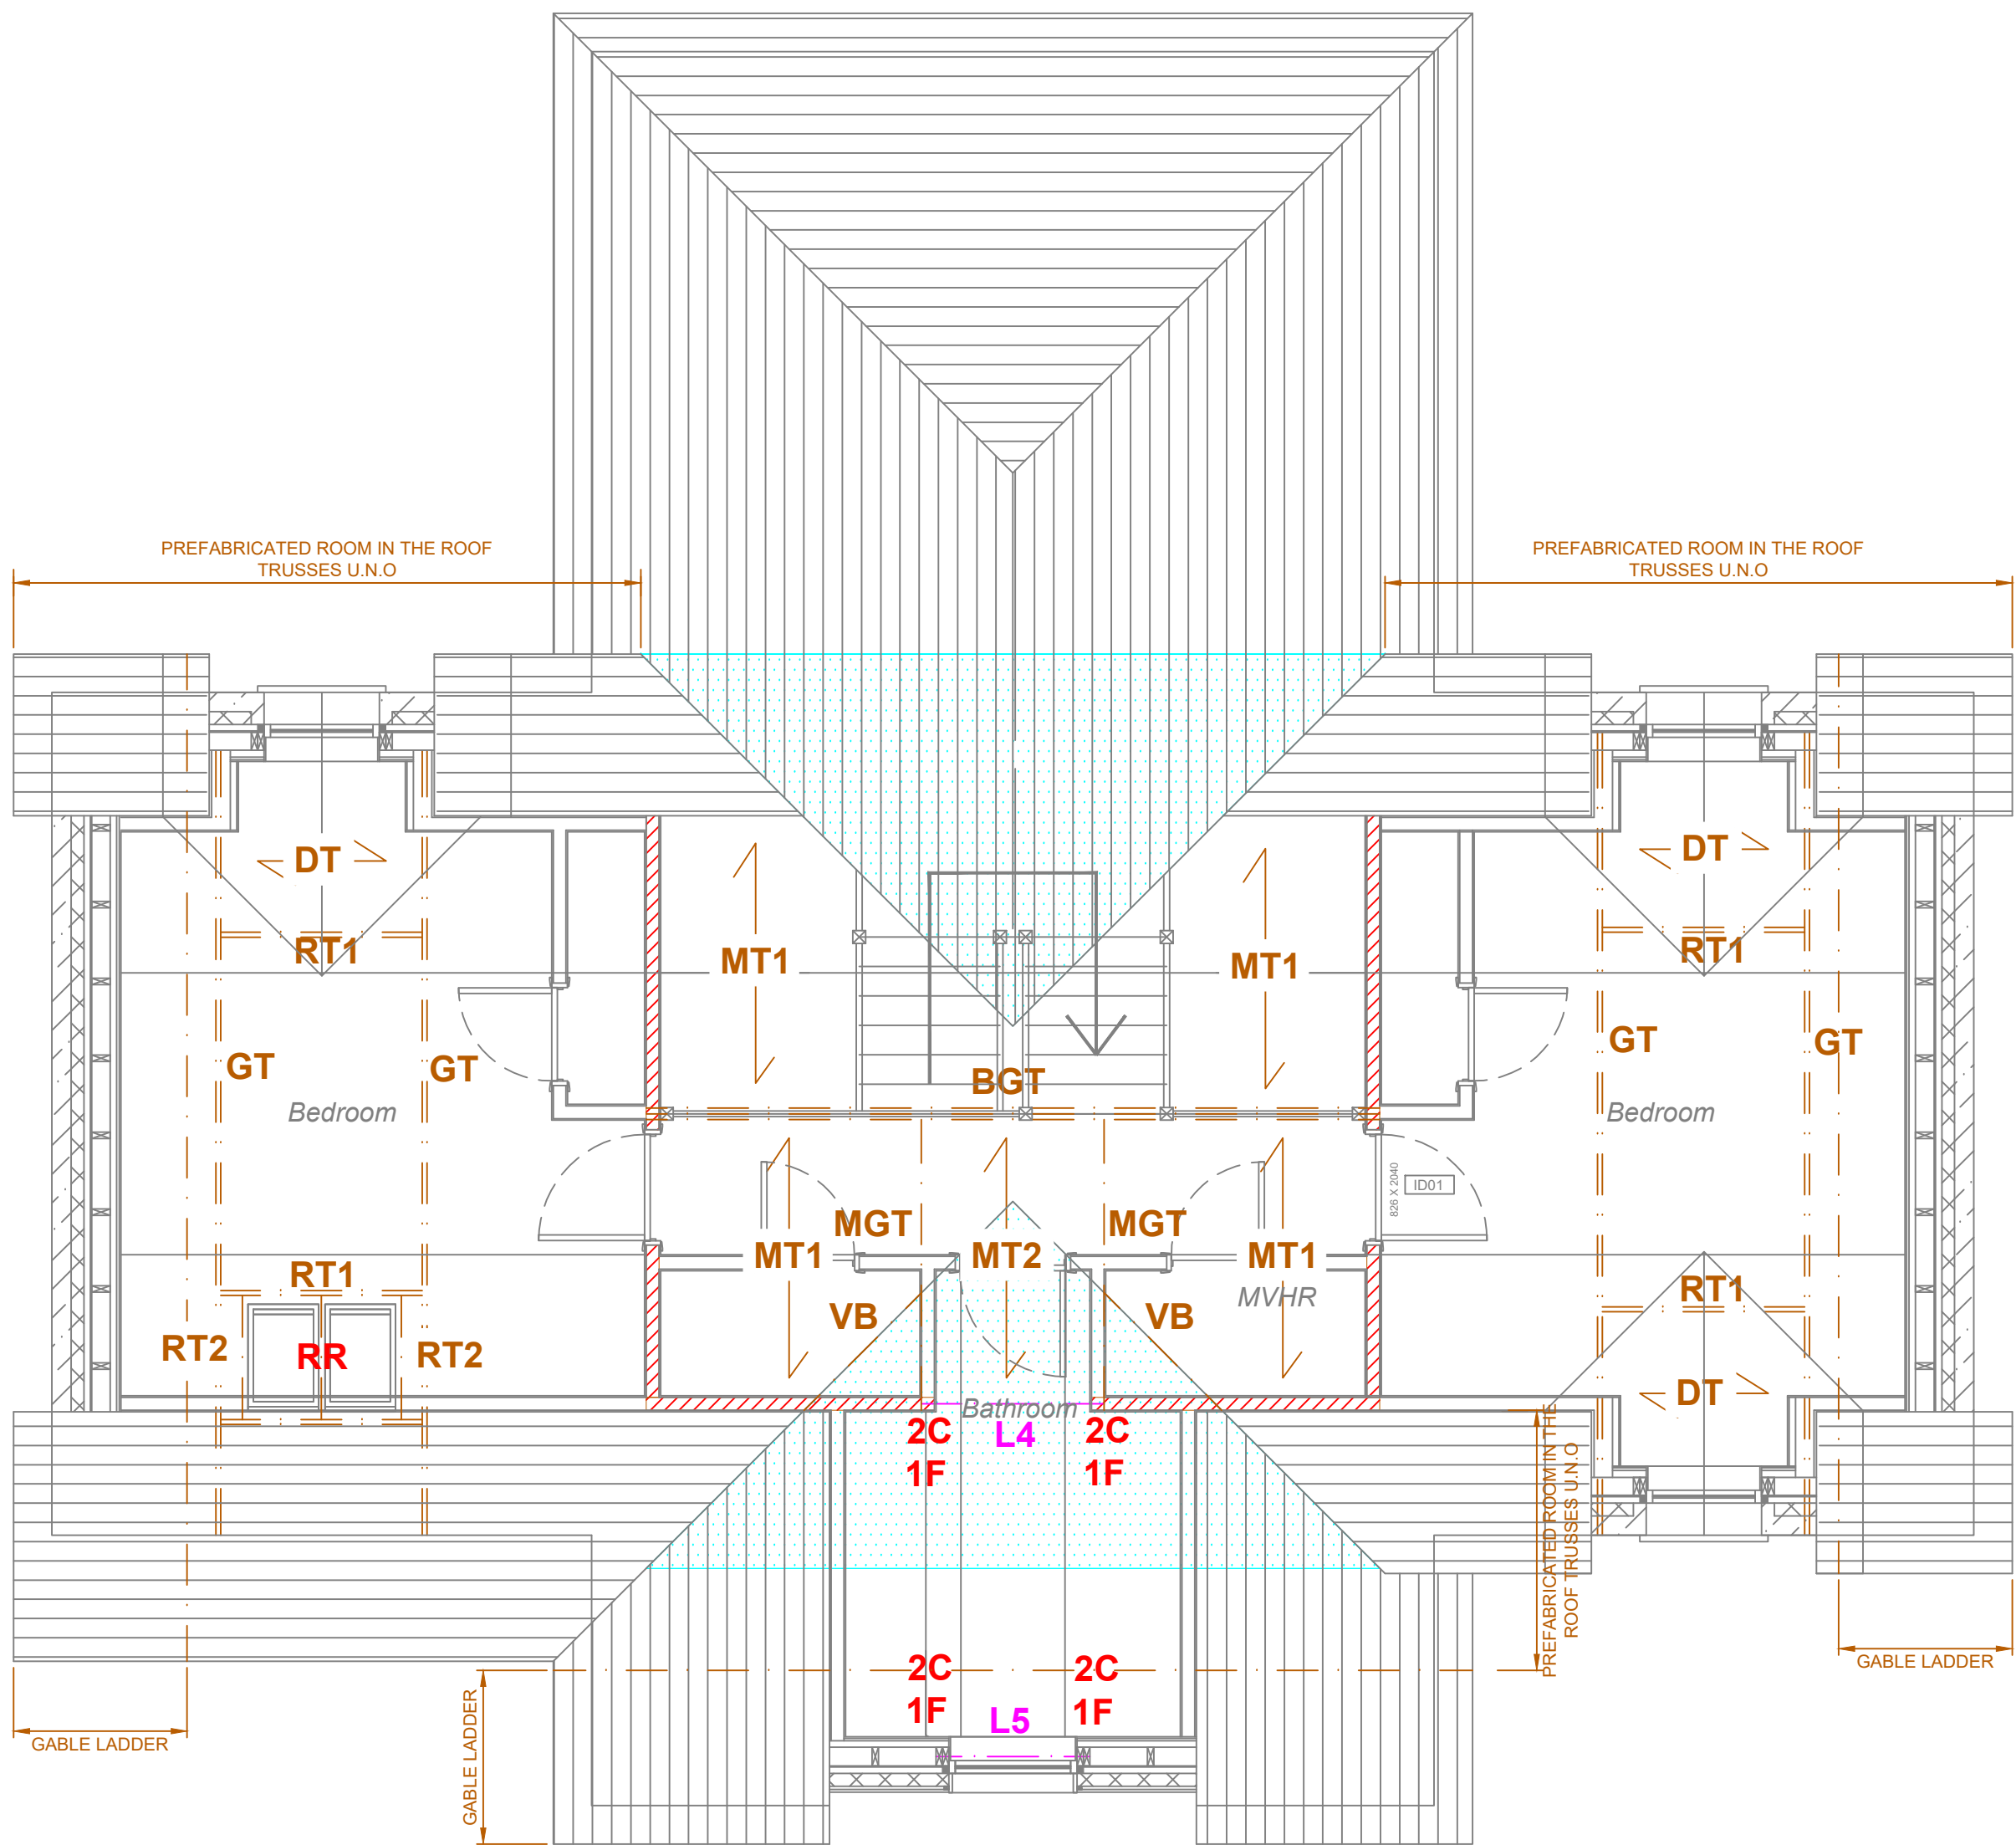 PREFABRICATED ROOM IN THE ROOF
TRUSSES U.N.O
PREFABRICATED ROOM IN THE ROOF
TRUSSES U.N.O
DT
DT
RT1
RT1
MT1
MT1
GT
GT
GT
GT
BGT
Bedroom
Bedroom
826 X 2040
ID01
MGT
MGT
MT1
MT2
MT1
RT1
RT1
MVHR
VB
VB
RT2
RR
RT2
DT
Bathroom
2C
1F
L4
2C
1F
PREFABRICATED ROOM IN THE
ROOF TRUSSES U.N.O
2C
1F
L5
2C
1F
GABLE LADDER
GABLE LADDER
GABLE LADDER